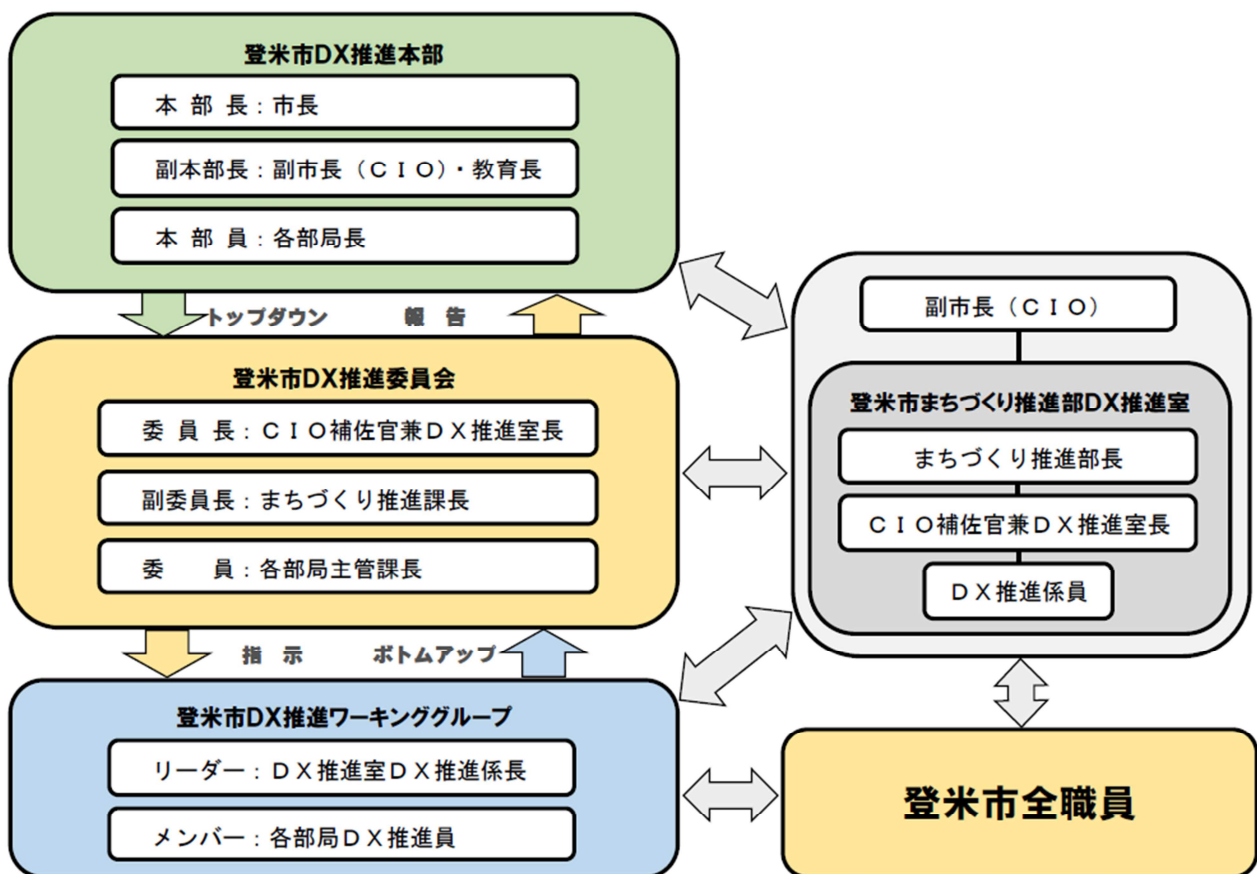 登米市DX推進本部
本 部 長：市長
副本部長：副市長（ＣＩＯ）・教育長
本 部 員：各部局長
トップダウン 報 告
登米市DX推進委員会
委 員 長：ＣＩＯ補佐官兼ＤＸ推進室長
副委員長：まちづくり推進課長
委 員：各部局主管課長
指 示 ボトムアップ
登米市DX推進ワーキンググループ
リーダー：ＤＸ推進室ＤＸ推進係長
メンバー：各部局ＤＸ推進員
副市長（ＣＩＯ）
登米市まちづくり推進部DX推進室
まちづくり推進部長
ＣＩＯ補佐官兼ＤＸ推進室長
ＤＸ推進係員
登米市全職員